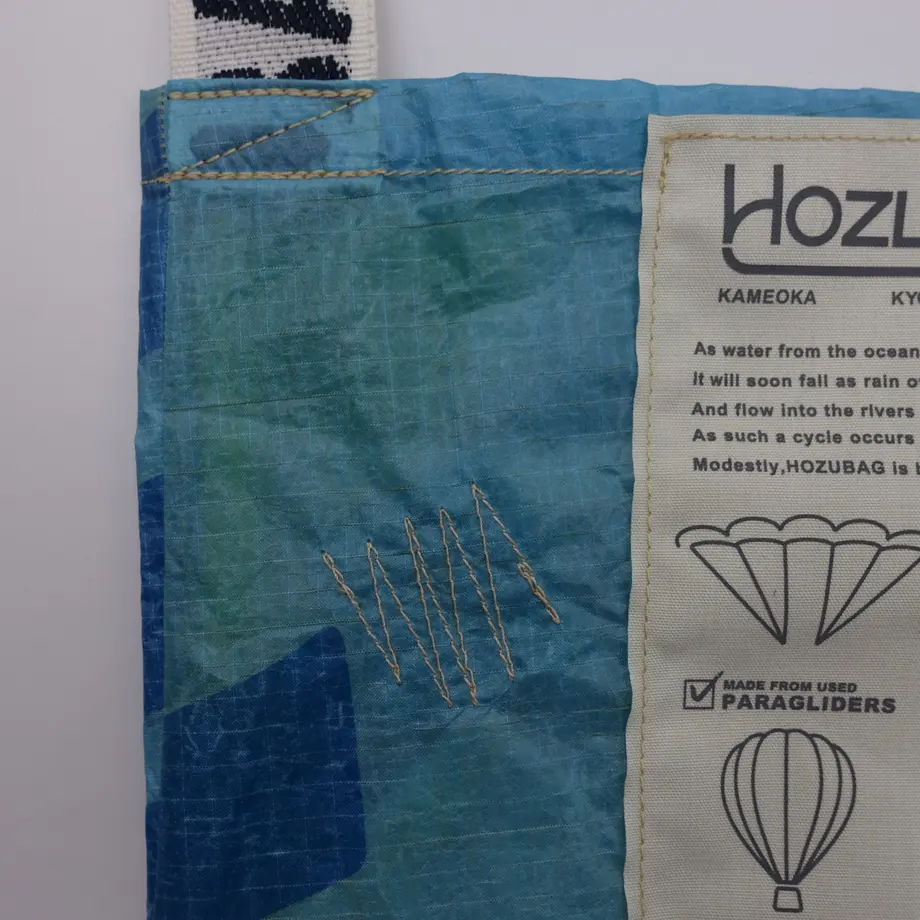 HOZU
KAMEOKA
As water from the ocean
It will soon fall as rain
And flow into the rivers
As such a cycle occurs
Modestly,HOZUBAG is
MADE FROM USED
PARAGLIDERS